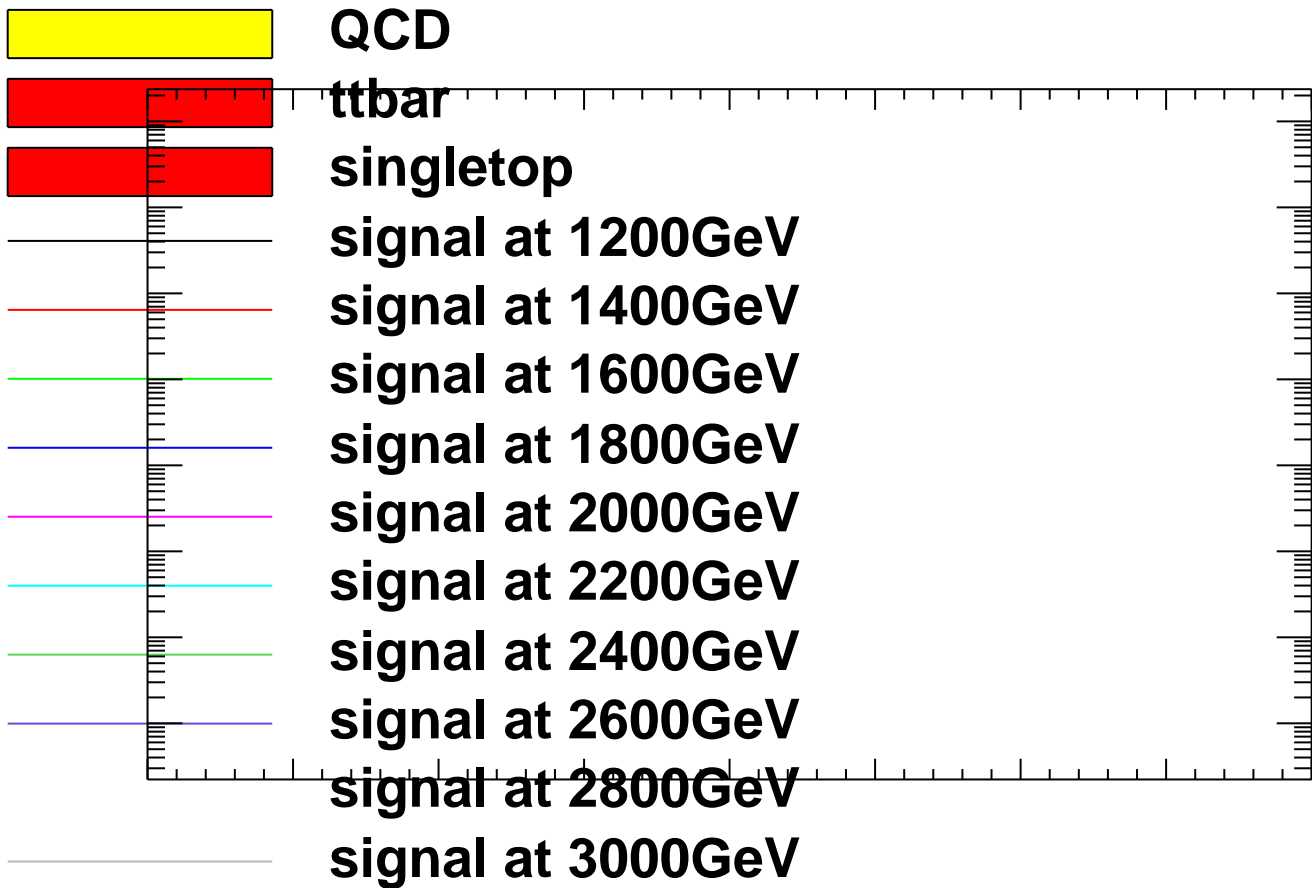 QCD
ttbar
singletop
signal at 1200GeV
signal at 1400GeV
signal at 1600GeV
signal at 1800GeV
signal at 2000GeV
signal at 2200GeV
signal at 2400GeV
signal at 2600GeV
signal at 2800GeV
signal at 3000GeV